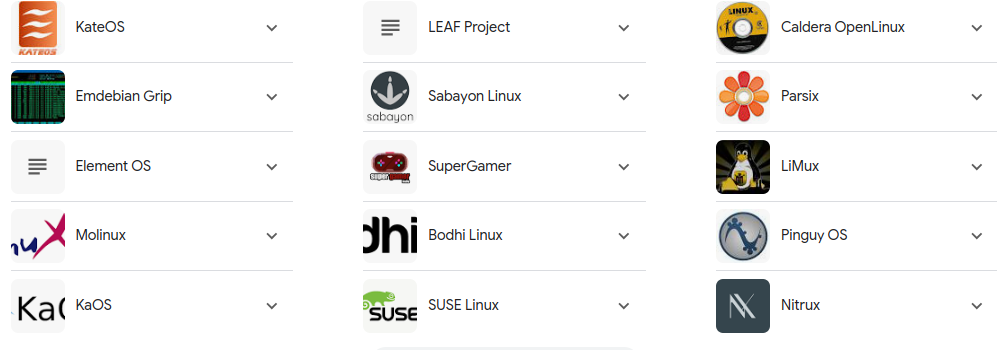 KATEOS
KateOS
LEAF Project
LINUX
Caldera OpenLinux
Emdebian Grip
sabayon
Sabayon Linux
Parsix
Element OS
SuperGamer
LiMux
nuX
Molinux
dhi
Bodhi Linux
Pinguy OS
Ka
KaOS
SUSE
SUSE Linux
Nitrux